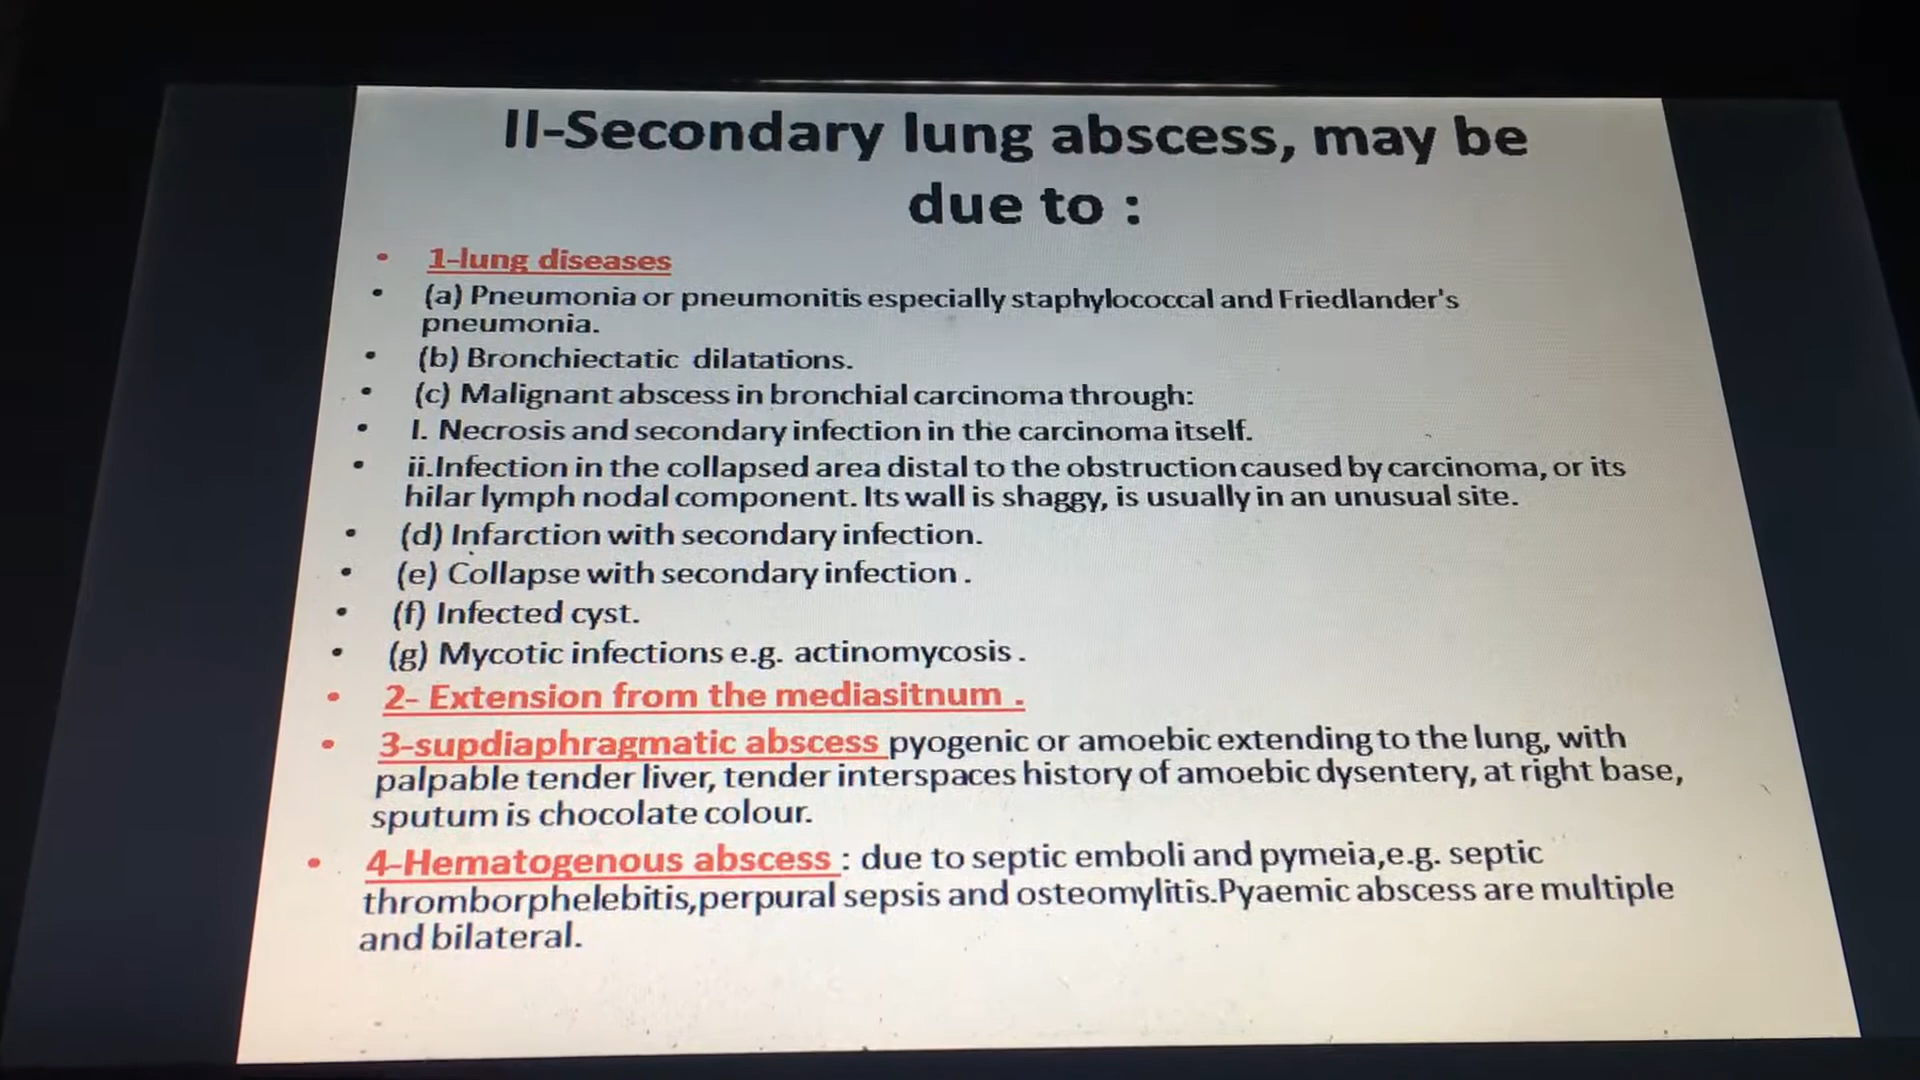 II-Secondary lung abscess, may be
due to :
• 1-lung diseases
• (a) Pneumonia or pneumonitis especially staphylococcal and Friedlander's
pneumonia.
• (b) Bronchiectatic dilatations.
• (c) Malignant abscess in bronchial carcinoma through:
• I. Necrosis and secondary infection in the carcinoma itself.
• ii.Infection in the collapsed area distal to the obstruction caused by carcinoma, or its
hilar lymph nodal component. Its wall is shaggy, is usually in an unusual site.
• (d) Infarction with secondary infection.
• (e) Collapse with secondary infection .
• (f) Infected cyst.
• (g) Mycotic infections e.g. actinomycosis .
• 2- Extension from the mediasitnum .
• 3-supdiaphragmatic abscess pyogenic or amoebic extending to the lung, with
palpable tender liver, tender interspaces history of amoebic dysentery, at right base,
sputum is chocolate colour.
• 4-Hematogenous abscess : due to septic emboli and pymeia,e.g. septic
thromborphelebitis,perpural sepsis and osteomylitis.Pyaemic abscess are multiple
and bilateral.